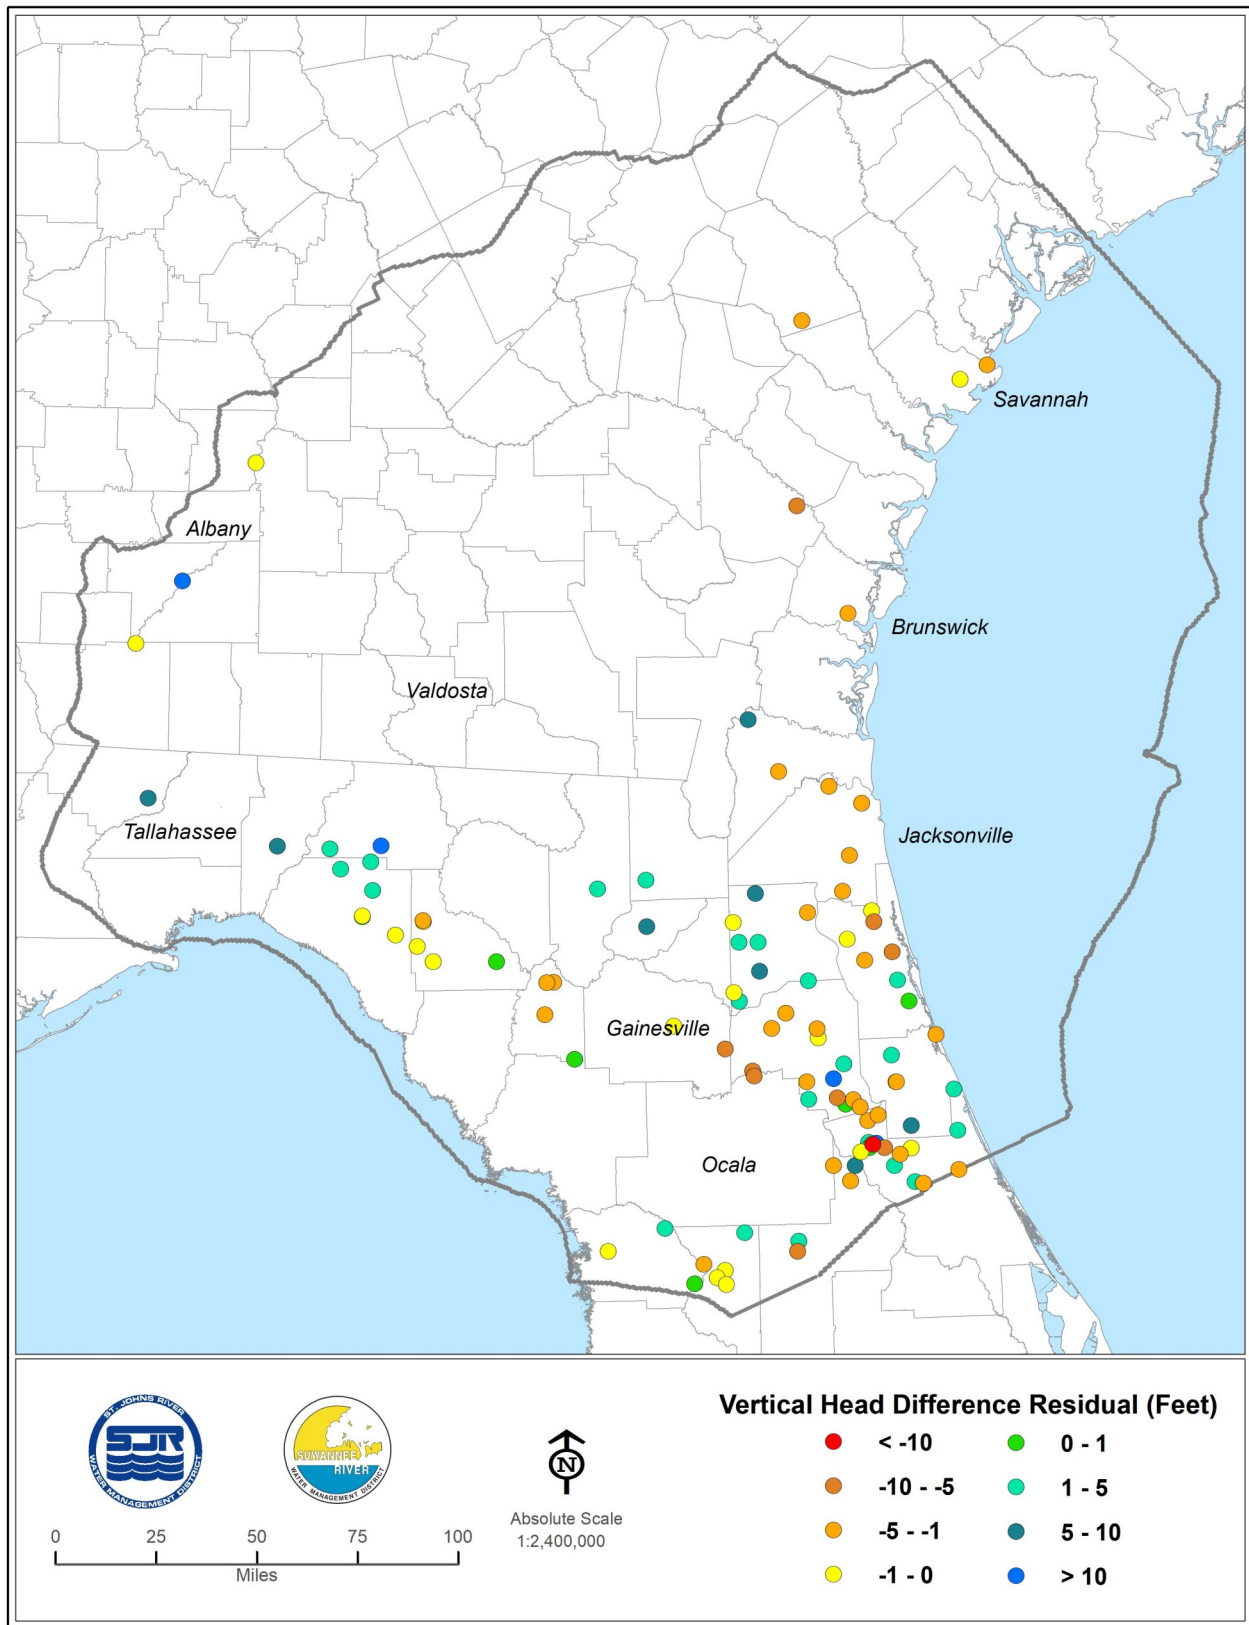 Savannah
Albany
Brunswick
Valdosta
Tallahassee
Jacksonville
Gainesville
Ocala
ST. JOHNS RIVER
SJR
WATER MANAGEMENT DISTRICT
SUWANNEE
RIVER
WATER MANAGEMENT DISTRICT
N
Absolute Scale
1:2,400,000
0 25 50 75 100
Miles
Vertical Head Difference Residual (Feet)
< -10 0 - 1
-10 - -5 1 - 5
-5 - -1 5 - 10
-1 - 0 > 10